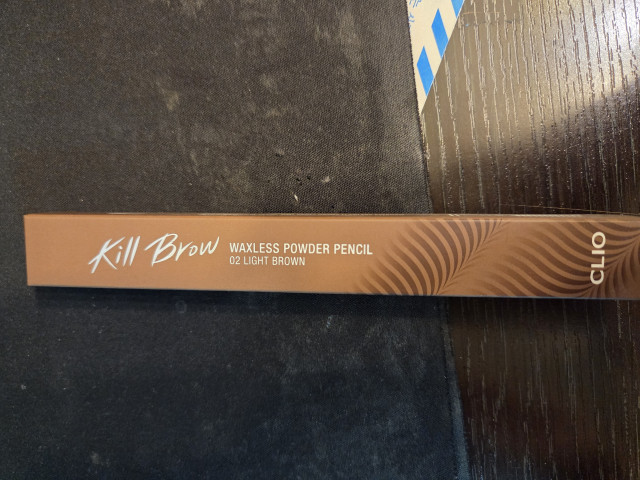 Kill Brow
WAXLESS POWDER PENCIL
02 LIGHT BROWN
CLIO